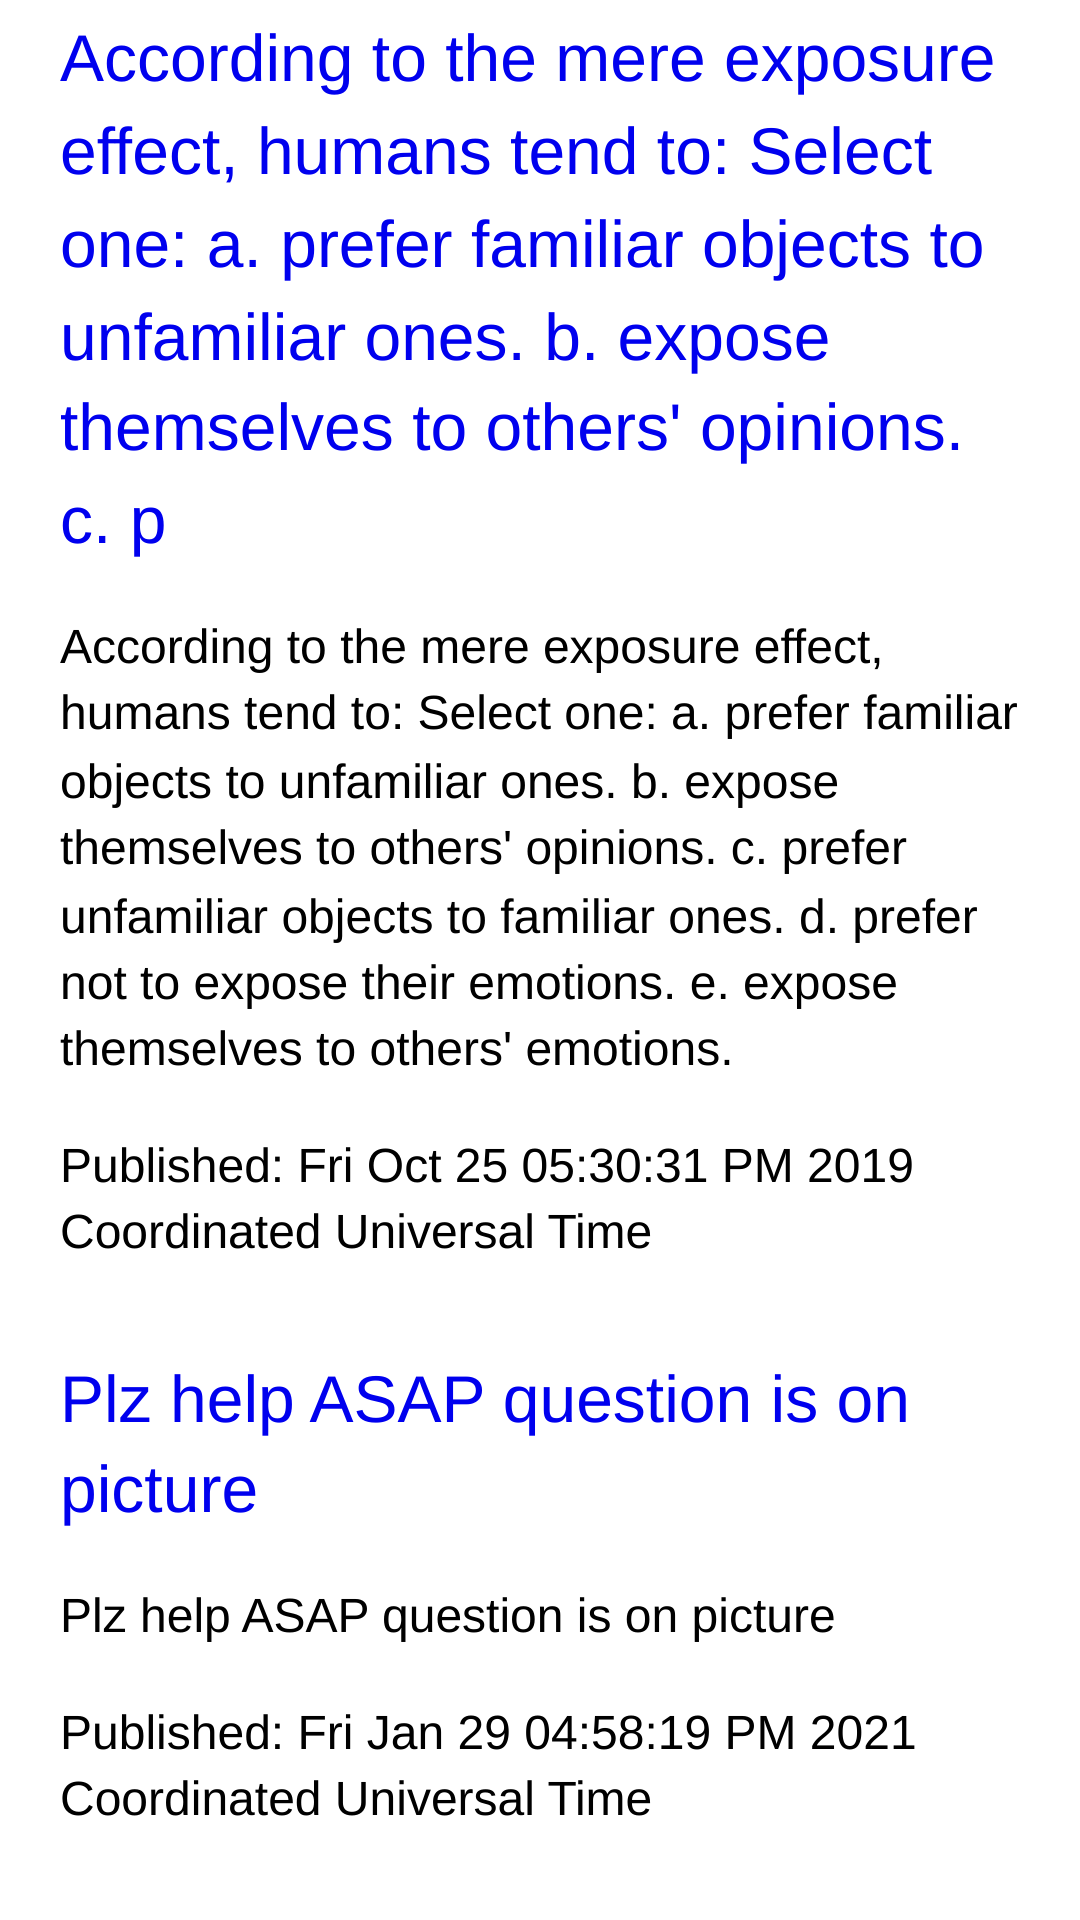 According to the mere exposure
effect, humans tend to: Select
one: a. prefer familiar objects to
unfamiliar ones. b. expose
themselves to others' opinions.
c. p
According to the mere exposure effect,
humans tend to: Select one: a. prefer familiar
objects to unfamiliar ones. b. expose
themselves to others' opinions. c. prefer
unfamiliar objects to familiar ones. d. prefer
not to expose their emotions. e. expose
themselves to others' emotions.
Published: Fri Oct 25 05:30:31 PM 2019
Coordinated Universal Time
Plz help ASAP question is on
picture
Plz help ASAP question is on picture
Published: Fri Jan 29 04:58:19 PM 2021
Coordinated Universal Time